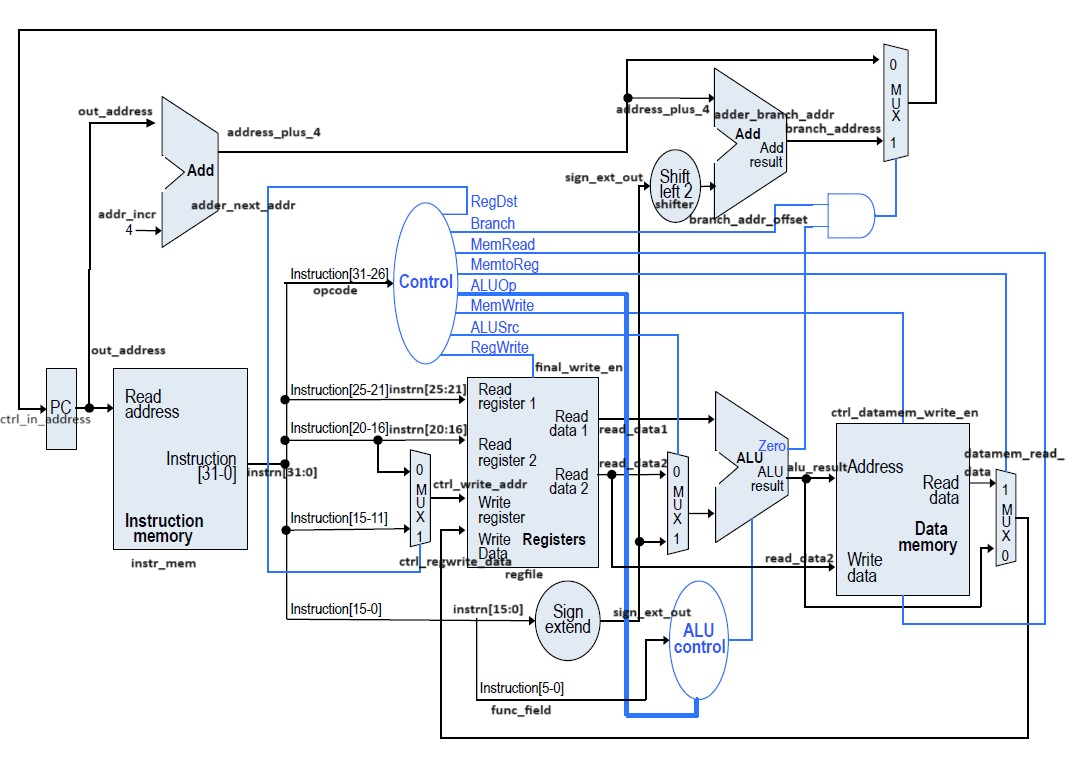 0
MUX
1
out_address
address_plus_4
address_plus_4
adder_branch_addr
Add
branch_address
Add
result
Add
sign_ext_out
Shift
left 2
shifter
adder_next_addr
RegDst
addr_incr
4
Branch
branch_addr_offset
MemRead
Instruction[31-26]
MemtoReg
opcode
Control
ALUOp
MemWrite
ALUSrc
RegWrite
out_address
final_write_en
PC
ctrl_in_address
Read
address
Instruction
[31-0]
instrn[31:0]
Instruction
memory
instr_mem
Instruction[25-21]
instrn[25:21]
Read
register 1
Read
data 1
read_data1
Instruction[20-16]
instrn[20:16]
Read
register 2
Read
data 2
read_data2
0
MUX
1
ctrl_write_addr
Write
register
Instruction[15-11]
Write
Data
Registers
ctrl_regwrite_data
regfile
0
MUX
1
Zero
ALU
ALU
result
alu_result
ctrl_datamem_write_en
Address
Read
data
datamem_read_
data
Data
memory
read_data2
Write
data
1
MUX
0
Instruction[15-0]
instrn[15:0]
Sign
extend
sign_ext_out
ALU
control
Instruction[5-0]
func_field